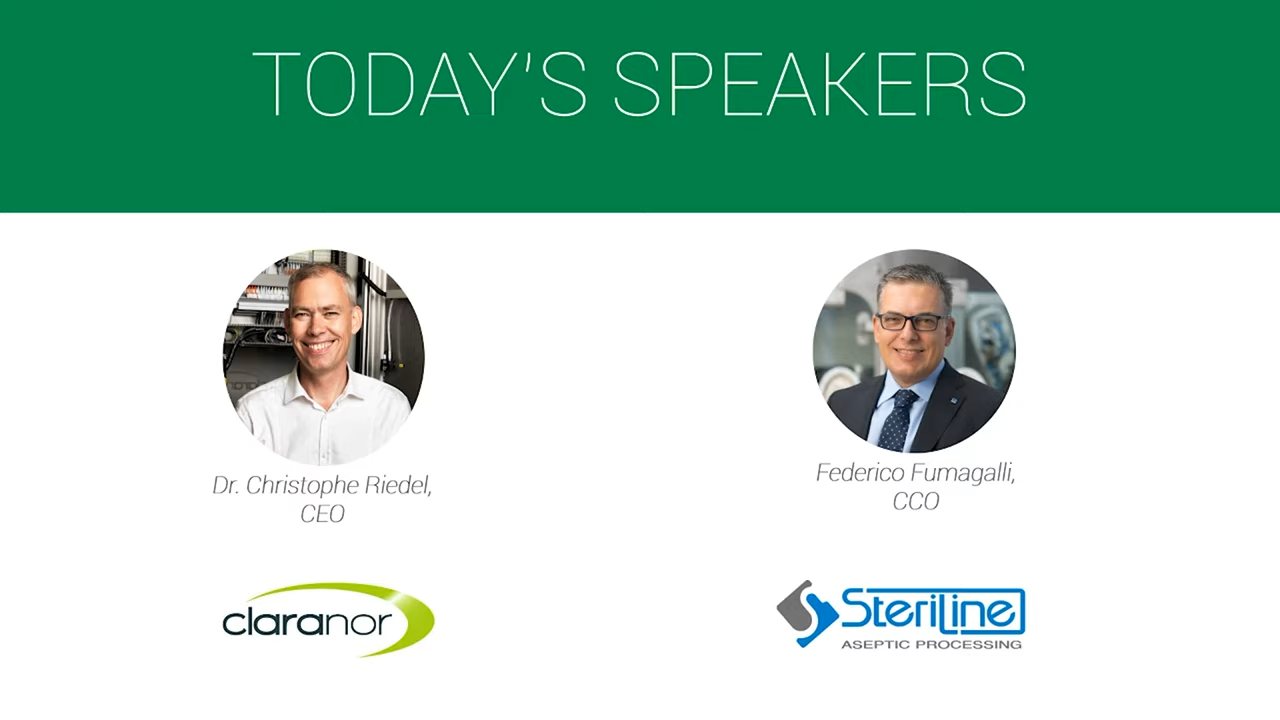 TODAY'S SPEAKERS
Dr. Christophe Riedel,
CEO
Federico Fumagalli,
CCO
claranor
SteriLine
ASEPTIC PROCESSING